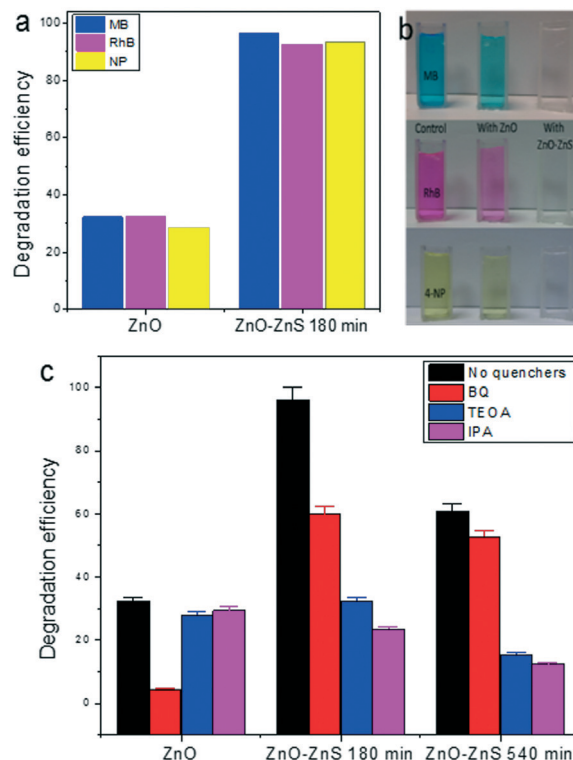 a
MB
RhB
NP
100
80
60
40
20
0
Degradation efficiency
ZnO
ZnO-ZnS 180 min
b
MB
Control
With ZnO
With
ZnO-ZnS
RhB
4-NP
c
No quenchers
BQ
TEOA
IPA
100
80
60
40
20
0
Degradation efficiency
ZnO
ZnO-ZnS 180 min
ZnO-ZnS 540 min